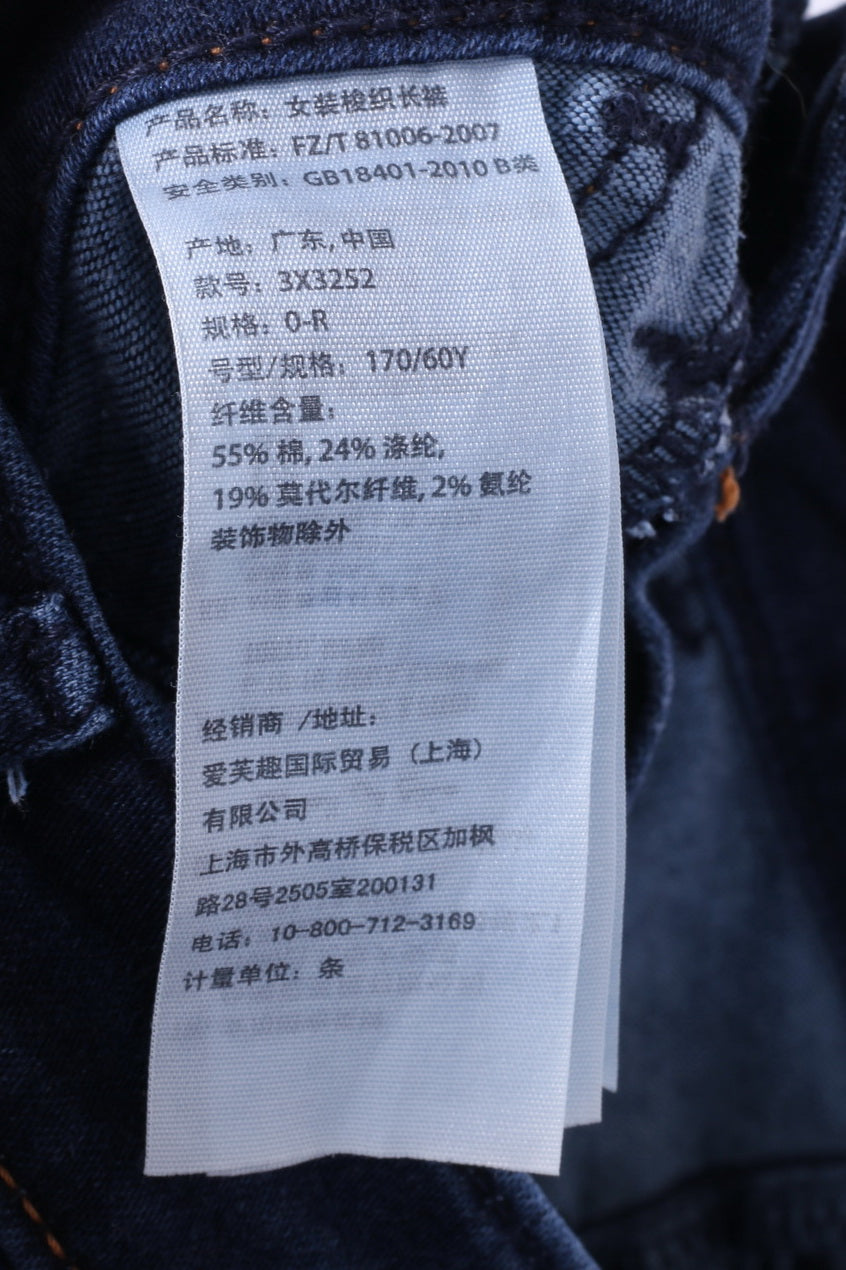 产品名称：女装梭织长裤
产品标准：FZ/T 81006-2007
安全类别：GB18401-2010 B类
产地：广东,中国
款号：3X3252
规格：0-R
号型/规格：170/60Y
纤维含量：
55% 棉, 24% 涤纶,
19% 莫代尔纤维, 2% 氨纶
装饰物除外
经销商 /地址：
爱芙趣国际贸易（上海）
有限公司
上海市外高桥保税区加枫
路28号2505室200131
电话：10-800-712-3169
计量单位：条